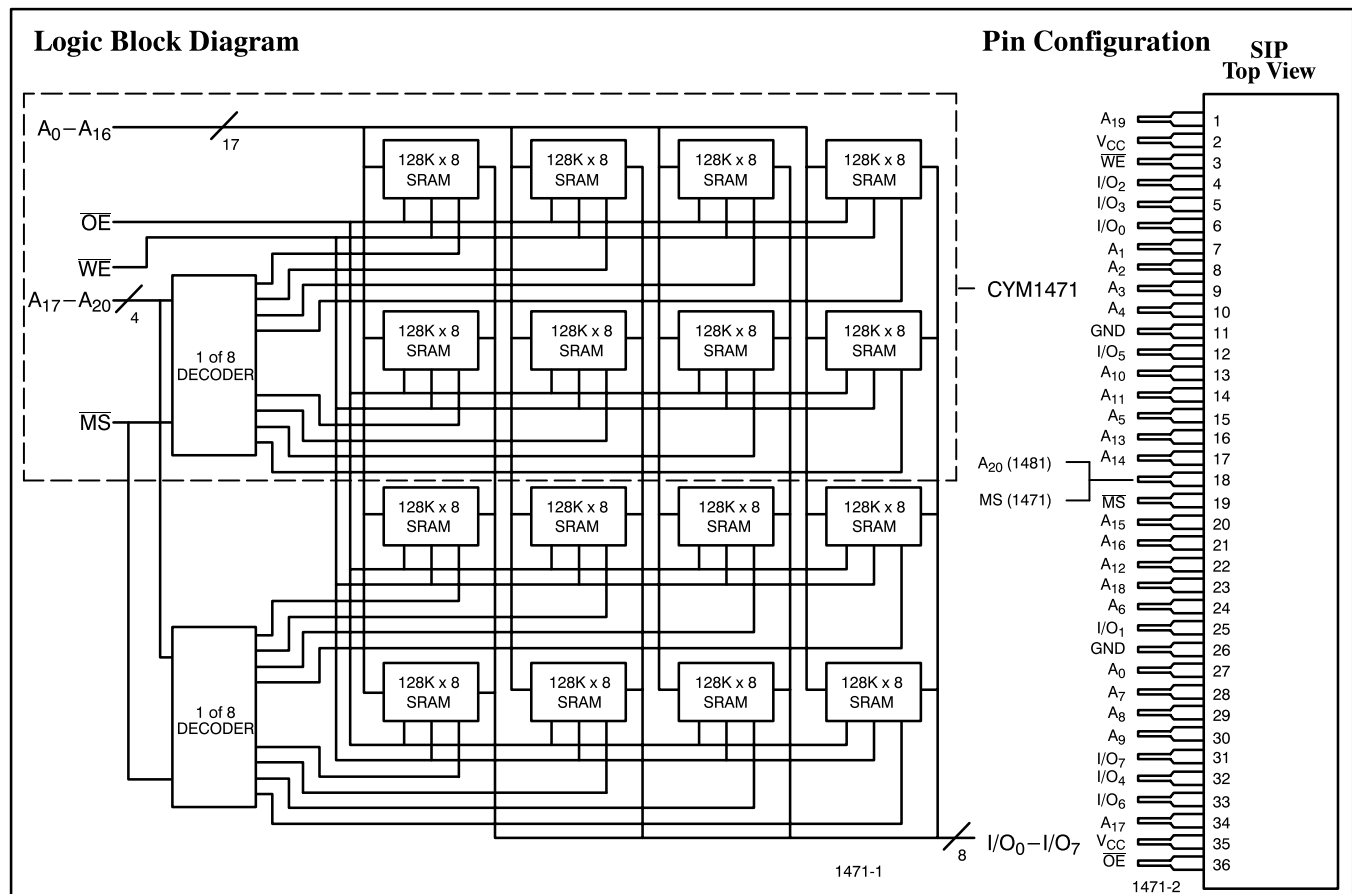 Logic Block Diagram
A0–A16
17
OE
WE
A17–A20
4
MS
1 of 8
DECODER
1 of 8
DECODER
128K x 8
SRAM
128K x 8
SRAM
128K x 8
SRAM
128K x 8
SRAM
128K x 8
SRAM
128K x 8
SRAM
128K x 8
SRAM
128K x 8
SRAM
128K x 8
SRAM
128K x 8
SRAM
128K x 8
SRAM
128K x 8
SRAM
128K x 8
SRAM
128K x 8
SRAM
128K x 8
SRAM
128K x 8
SRAM
CYM1471
8
I/O0–I/O7
1471-1
Pin Configuration
SIP
Top View
A19 1
VCC 2
WE 3
I/O2 4
I/O3 5
I/O0 6
A1 7
A2 8
A3 9
A4 10
GND 11
I/O5 12
A10 13
A11 14
A5 15
A13 16
A14 17
A20 (1481)
18
MS (1471)
MS 19
A15 20
A16 21
A12 22
A18 23
A6 24
I/O1 25
GND 26
A0 27
A7 28
A8 29
A9 30
I/O7 31
I/O4 32
I/O6 33
A17 34
VCC 35
OE 36
1471-2